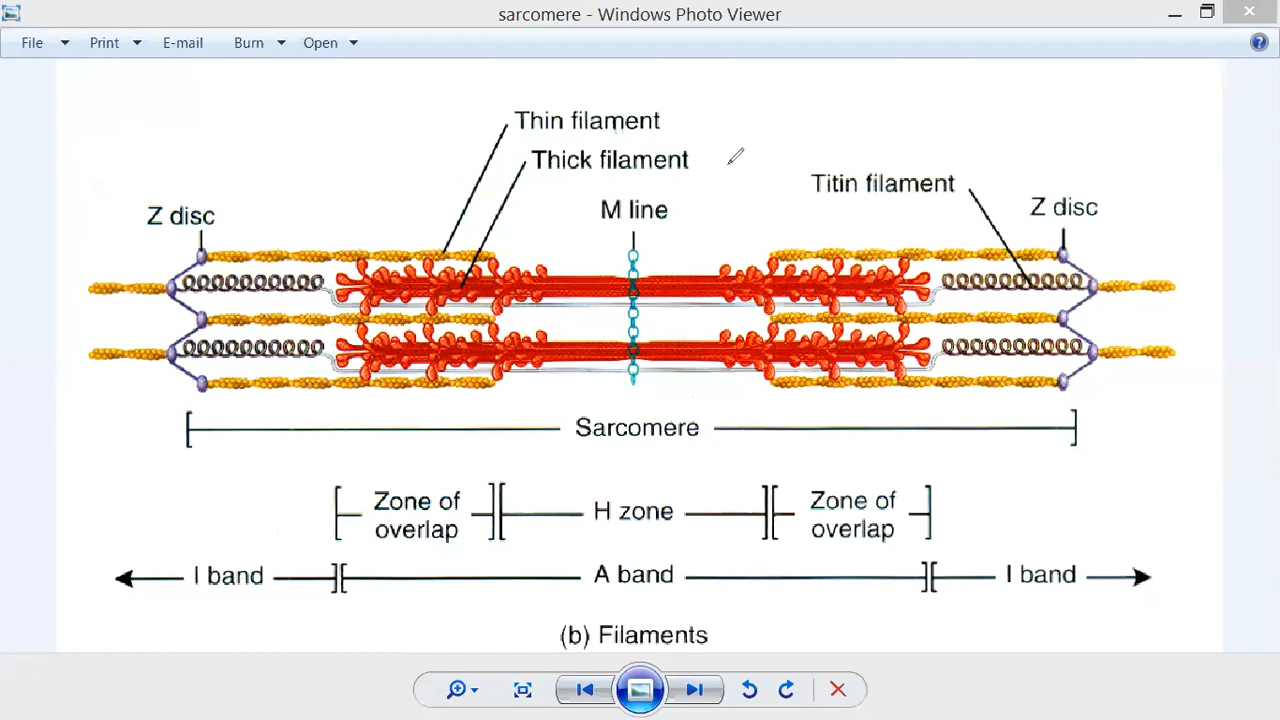 sarcomere - Windows Photo Viewer
File Print E-mail Burn Open
Thin filament
Thick filament
Titin filament
M line
Z disc
Z disc
Sarcomere
Zone of
overlap
H zone
Zone of
overlap
I band
A band
I band
(b) Filaments